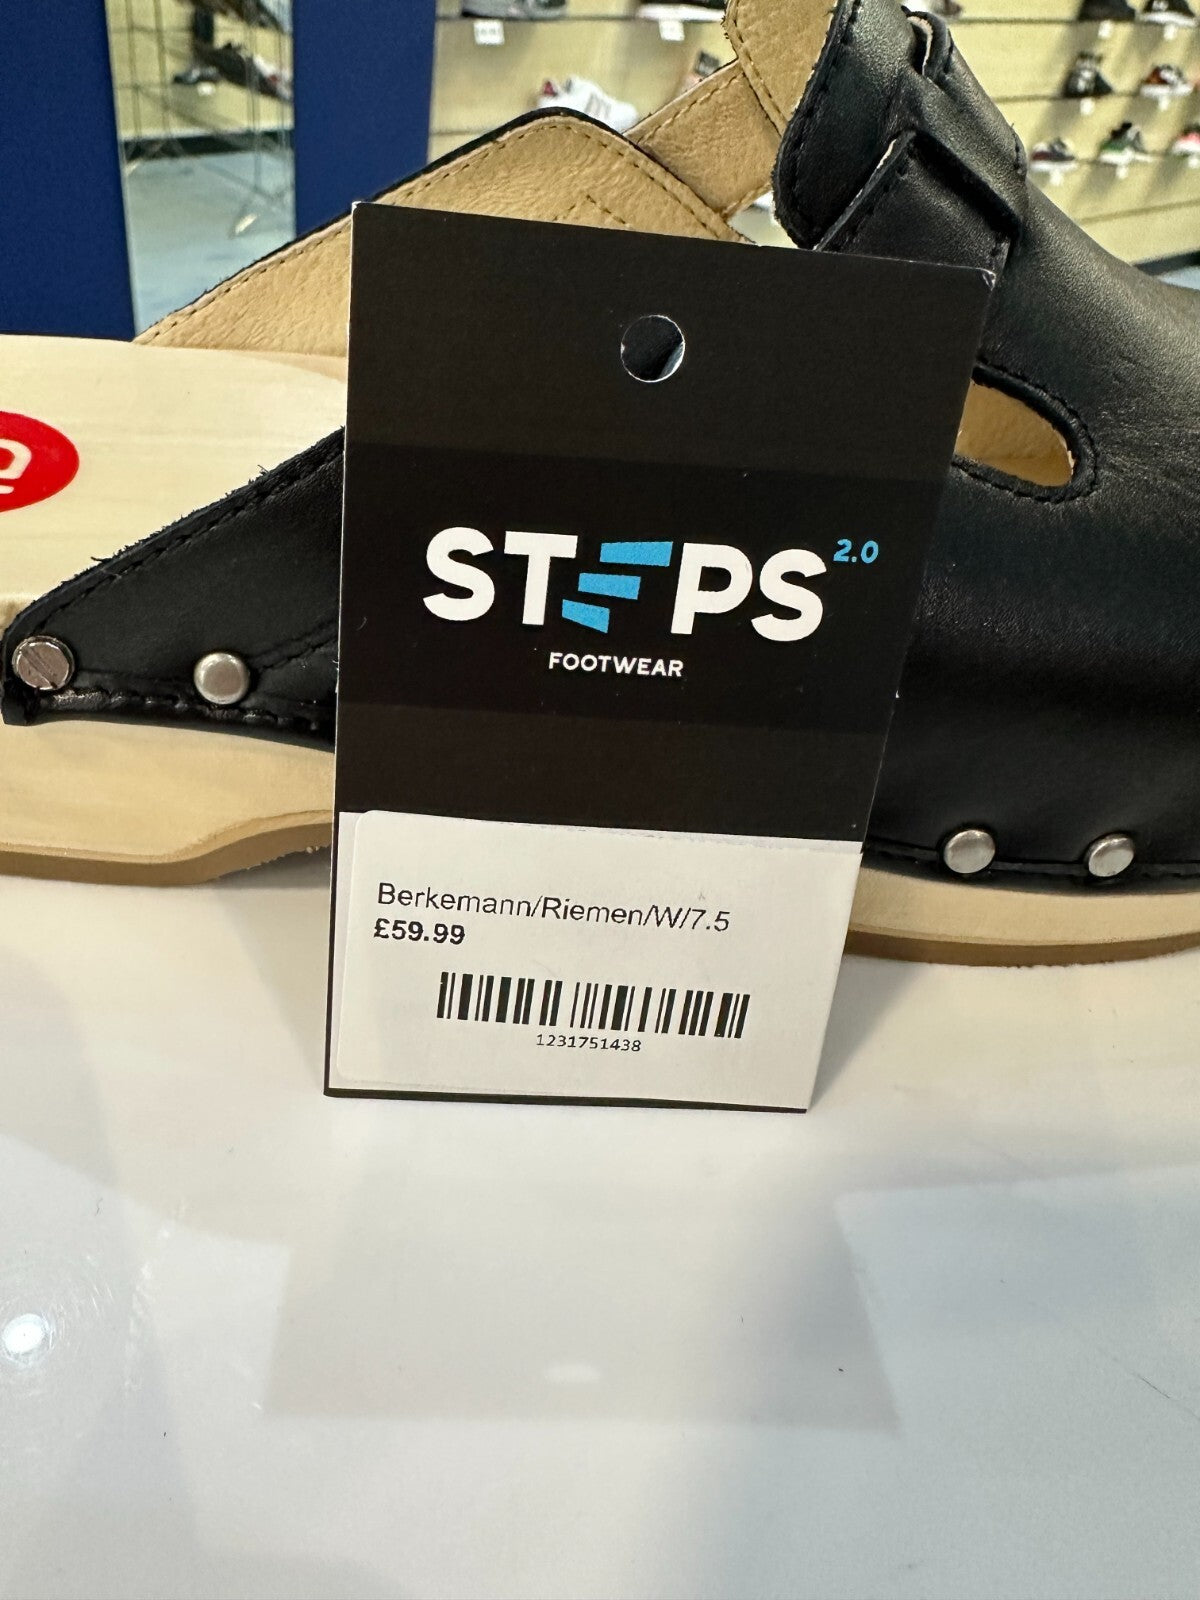 STEPS 2.0
FOOTWEAR
Berkemann/Riemen/W/7.5
£59.99
1231751438